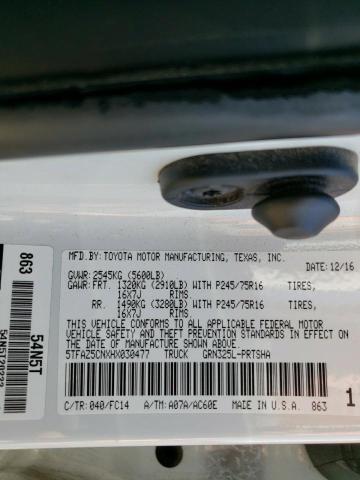 MFD.BY:TOYOTA MOTOR MANUFACTURING, TEXAS, INC.
12/16
GVWR: 2545KG (5600LB)
GAWR:FRT. 1320KG (2910LB) WITH P245/75R16 TIRES,
16X7J RIMS.
RR. 1490KG (3280LB) WITH P245/75R16 TIRES,
16X7J RIMS.
THIS VEHICLE CONFORMS TO ALL APPLICABLE FEDERAL MOTOR
VEHICLE SAFETY AND THEFT PREVENTION STANDARDS IN EFFECT
ON THE DATE OF MANUFACTURE SHOWN ABOVE.
5TFAZ5CNXHX030477 TRUCK GRN325L-PRTSHA
C/TR:040/FC14 A/TM:A07A/AC60E MADE IN U.S.A. 863
1
863
5AN5T